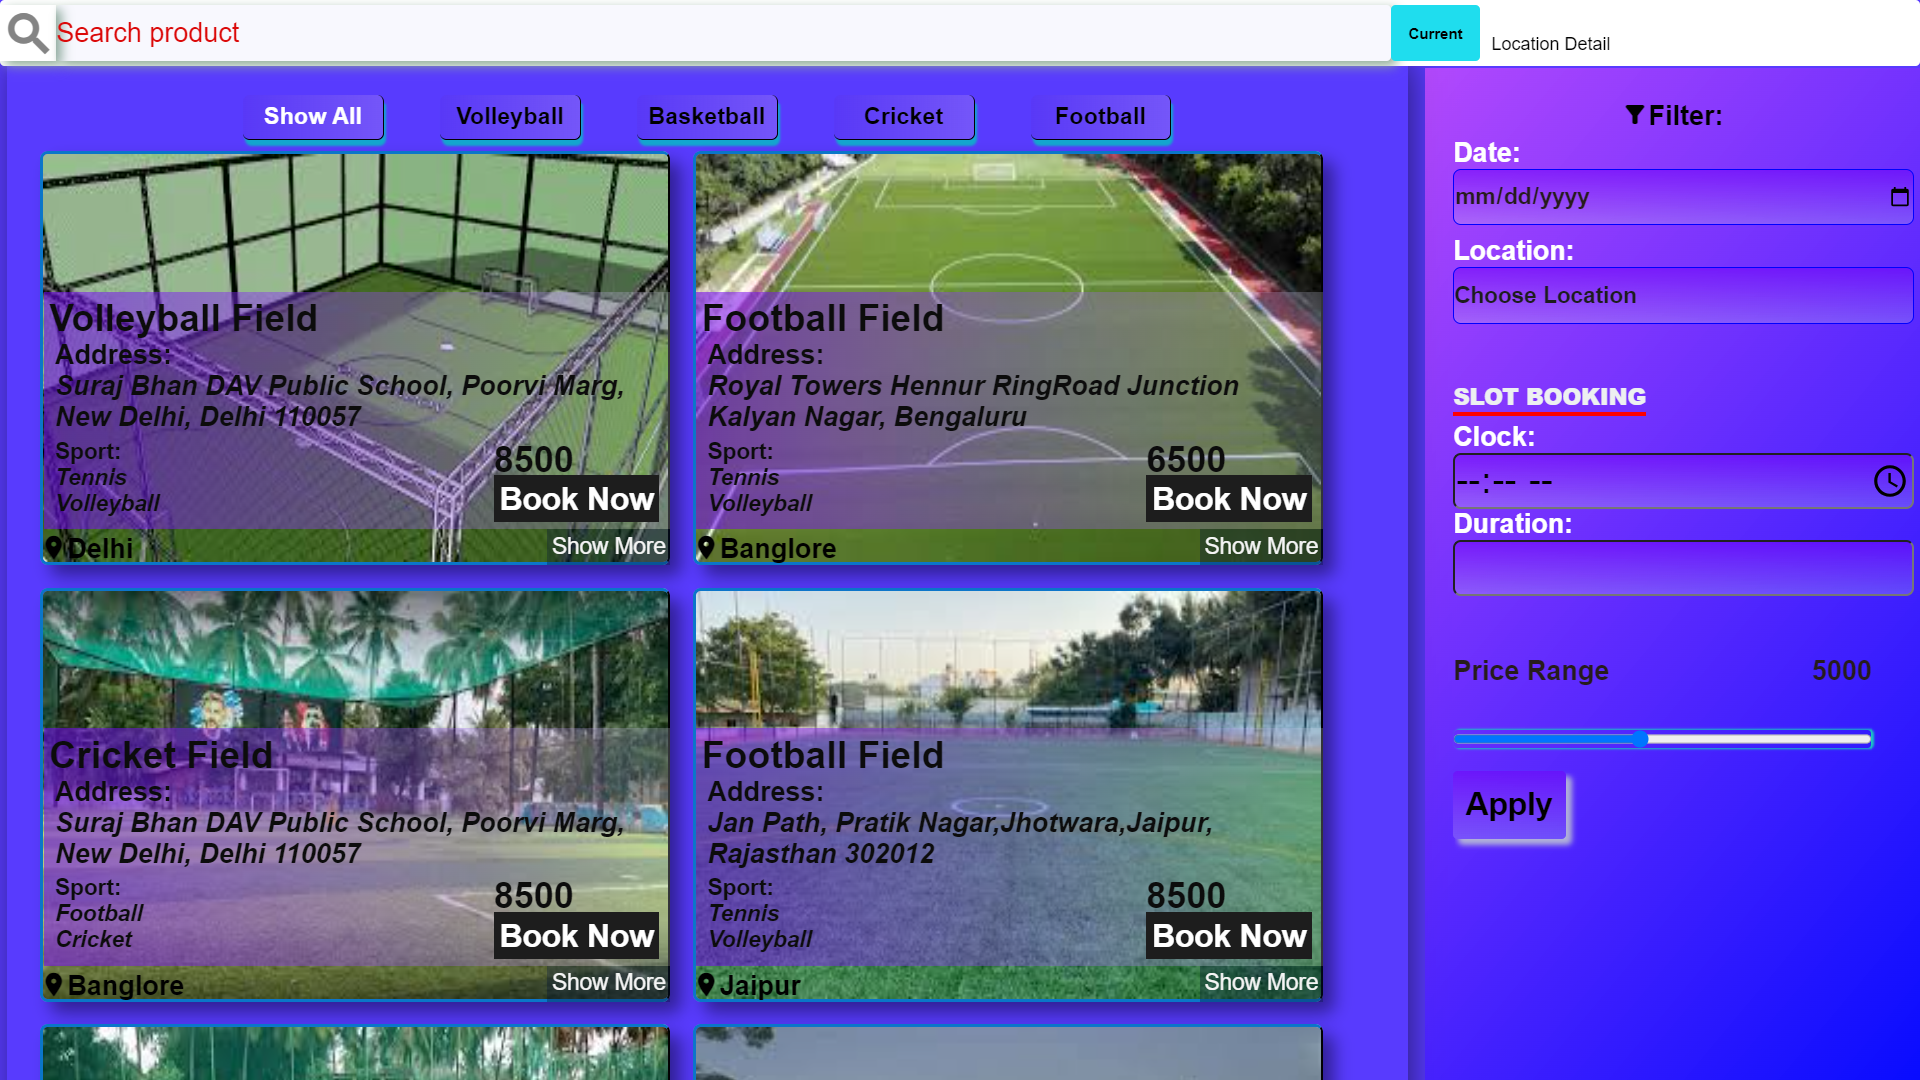 Search product
Current
Location Detail
Show All
Volleyball
Basketball
Cricket
Football
Volleyball Field
Address:
Suraj Bhan DAV Public School, Poorvi Marg,
New Delhi, Delhi 110057
Sport:
Tennis
Volleyball
8500
Book Now
Delhi
Show More
Football Field
Address:
Royal Towers Hennur RingRoad Junction
Kalyan Nagar, Bengaluru
Sport:
Tennis
Volleyball
6500
Book Now
Banglore
Show More
Cricket Field
Address:
Suraj Bhan DAV Public School, Poorvi Marg,
New Delhi, Delhi 110057
Sport:
Football
Cricket
8500
Book Now
Banglore
Show More
Football Field
Address:
Jan Path, Pratik Nagar,Jhotwara,Jaipur,
Rajasthan 302012
Sport:
Tennis
Volleyball
8500
Book Now
Jaipur
Show More
Filter:
Date:
mm/dd/yyyy
Location:
Choose Location
SLOT BOOKING
Clock:
--:-- --
Duration:
Price Range 5000
Apply